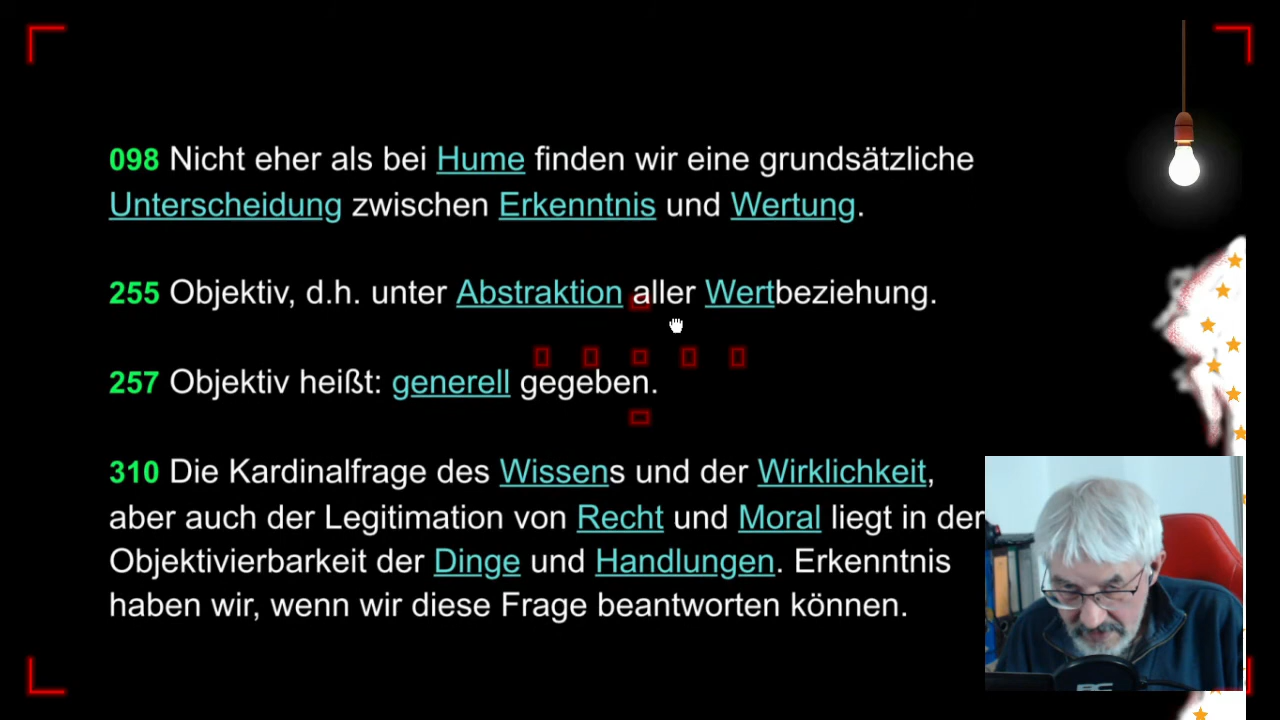 098 Nicht eher als bei Hume finden wir eine grundsätzliche
Unterscheidung zwischen Erkenntnis und Wertung.
255 Objektiv, d.h. unter Abstraktion aller Wertbeziehung.
257 Objektiv heißt: generell gegeben.
310 Die Kardinalfrage des Wissens und der Wirklichkeit,
aber auch der Legitimation von Recht und Moral liegt in der
Objektivierbarkeit der Dinge und Handlungen. Erkenntnis
haben wir, wenn wir diese Frage beantworten können.